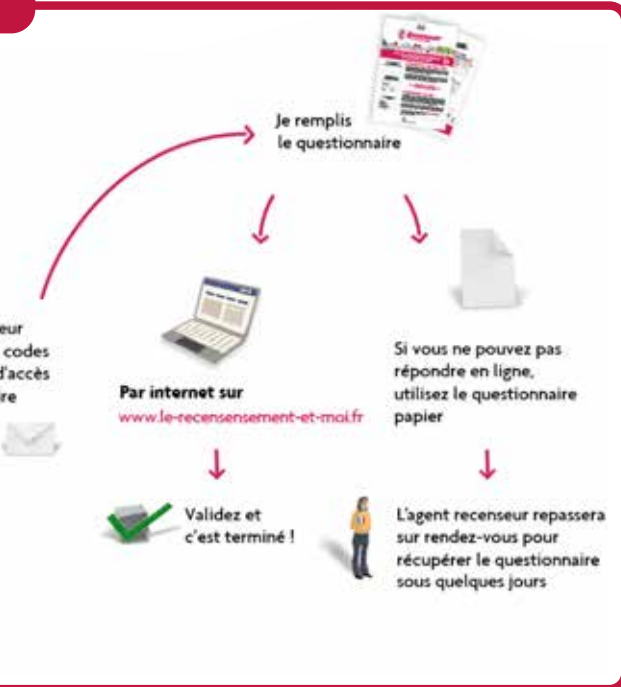 Je remplis
le questionnaire
eur
codes
d'accès
re
Par internet sur
www.le-recensensement-et-moi.fr
Validez et
c'est terminé !
Si vous ne pouvez pas
répondre en ligne,
utilisez le questionnaire
papier
L'agent recenseur repassera
sur rendez-vous pour
récupérer le questionnaire
sous quelques jours